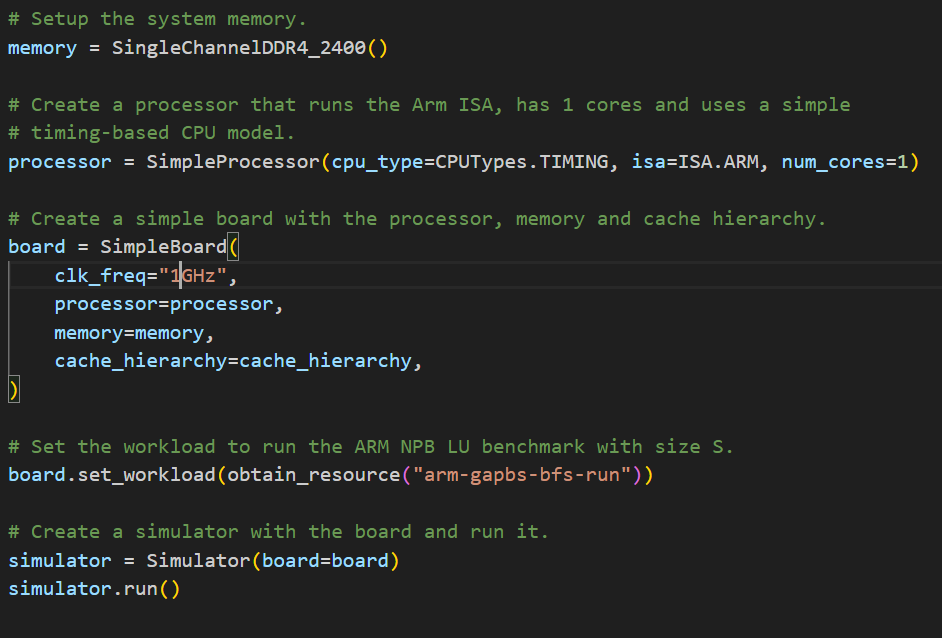 # Setup the system memory.
memory = SingleChannelDDR4_2400()
# Create a processor that runs the Arm ISA, has 1 cores and uses a simple
# timing-based CPU model.
processor = SimpleProcessor(cpu_type=CPUTypes.TIMING, isa=ISA.ARM, num_cores=1)
# Create a simple board with the processor, memory and cache hierarchy.
board = SimpleBoard(
    clk_freq="1GHz",
    processor=processor,
    memory=memory,
    cache_hierarchy=cache_hierarchy,
)
# Set the workload to run the ARM NPB LU benchmark with size S.
board.set_workload(obtain_resource("arm-gapbs-bfs-run"))
# Create a simulator with the board and run it.
simulator = Simulator(board=board)
simulator.run()